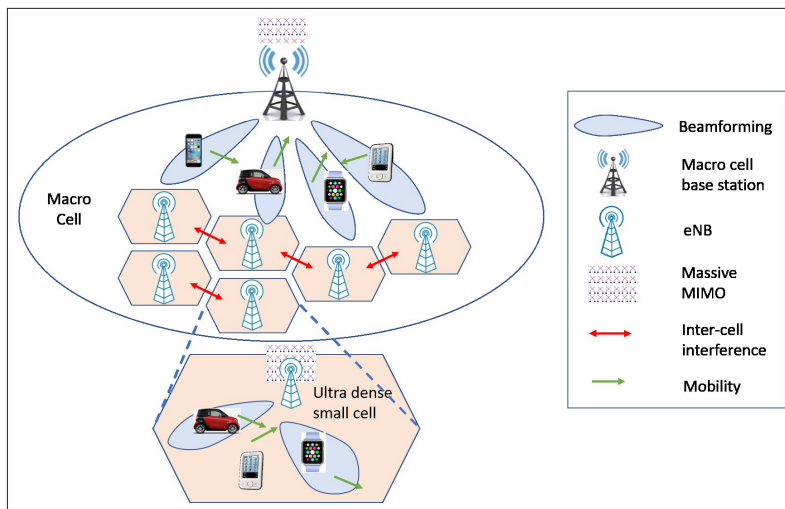 Macro
Cell
Ultra dense
small cell
Beamforming
Macro cell
base station
eNB
Massive
MIMO
Inter-cell
interference
Mobility